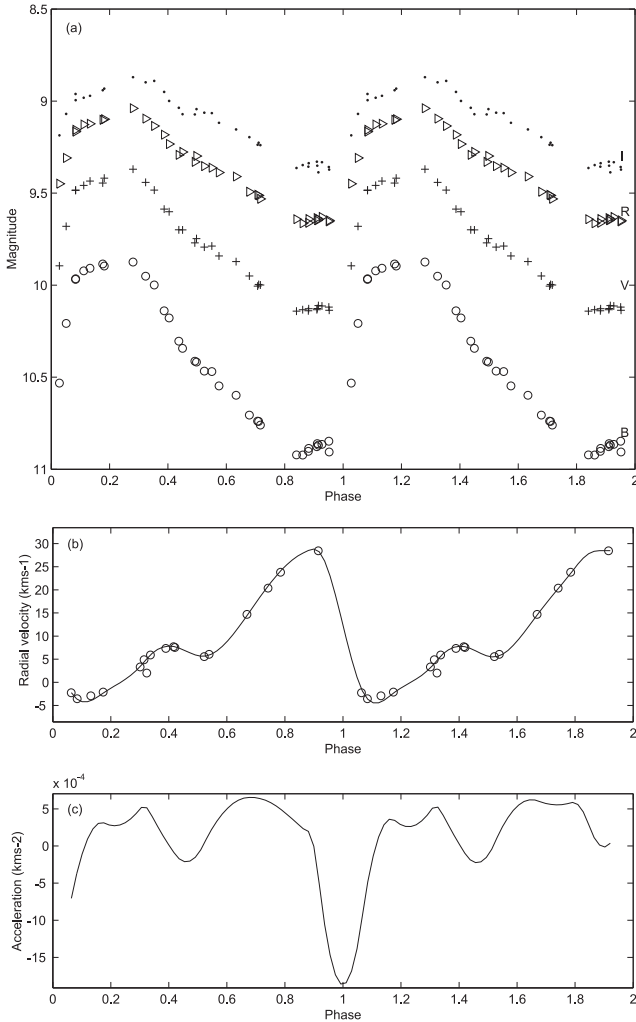 8.5
(a)
9
I
9.5
R
Magnitude
V
10
10.5
B
11
0 0.2 0.4 0.6 0.8 1 1.2 1.4 1.6 1.8 2
Phase
30
(b)
25
20
15
10
5
0
-5
Radial velocity (kms-1)
0 0.2 0.4 0.6 0.8 1 1.2 1.4 1.6 1.8 2
Phase
x 10^-4
(c)
5
0
-5
-10
-15
Acceleration (kms-2)
0 0.2 0.4 0.6 0.8 1 1.2 1.4 1.6 1.8 2
Phase